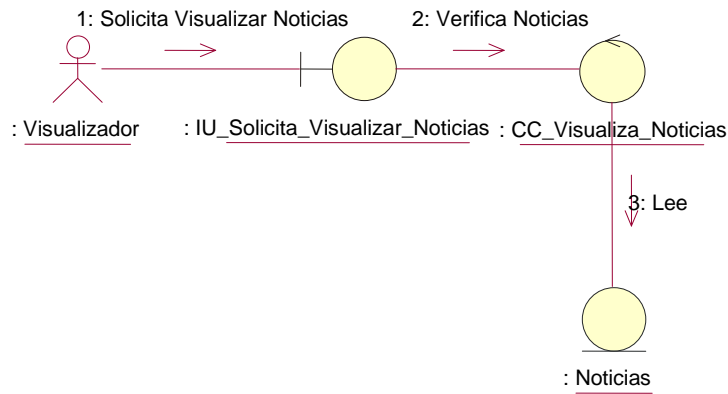 1: Solicita Visualizar Noticias
2: Verifica Noticias
: Visualizador
: IU_Solicita_Visualizar_Noticias
: CC_Visualiza_Noticias
3: Lee
: Noticias